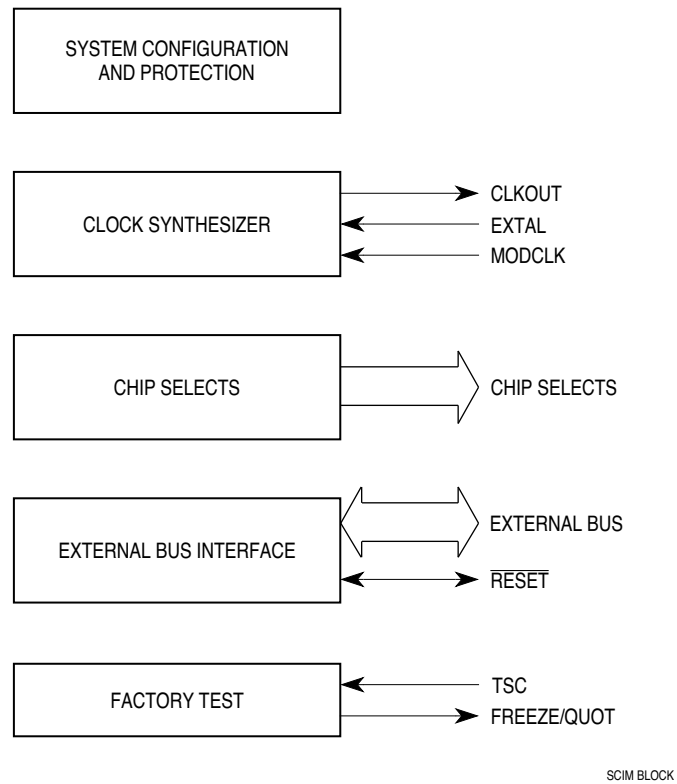 SYSTEM CONFIGURATION
AND PROTECTION
CLOCK SYNTHESIZER
CLKOUT
EXTAL
MODCLK
CHIP SELECTS
CHIP SELECTS
EXTERNAL BUS INTERFACE
EXTERNAL BUS
RESET
FACTORY TEST
TSC
FREEZE/QUOT
SCIM BLOCK